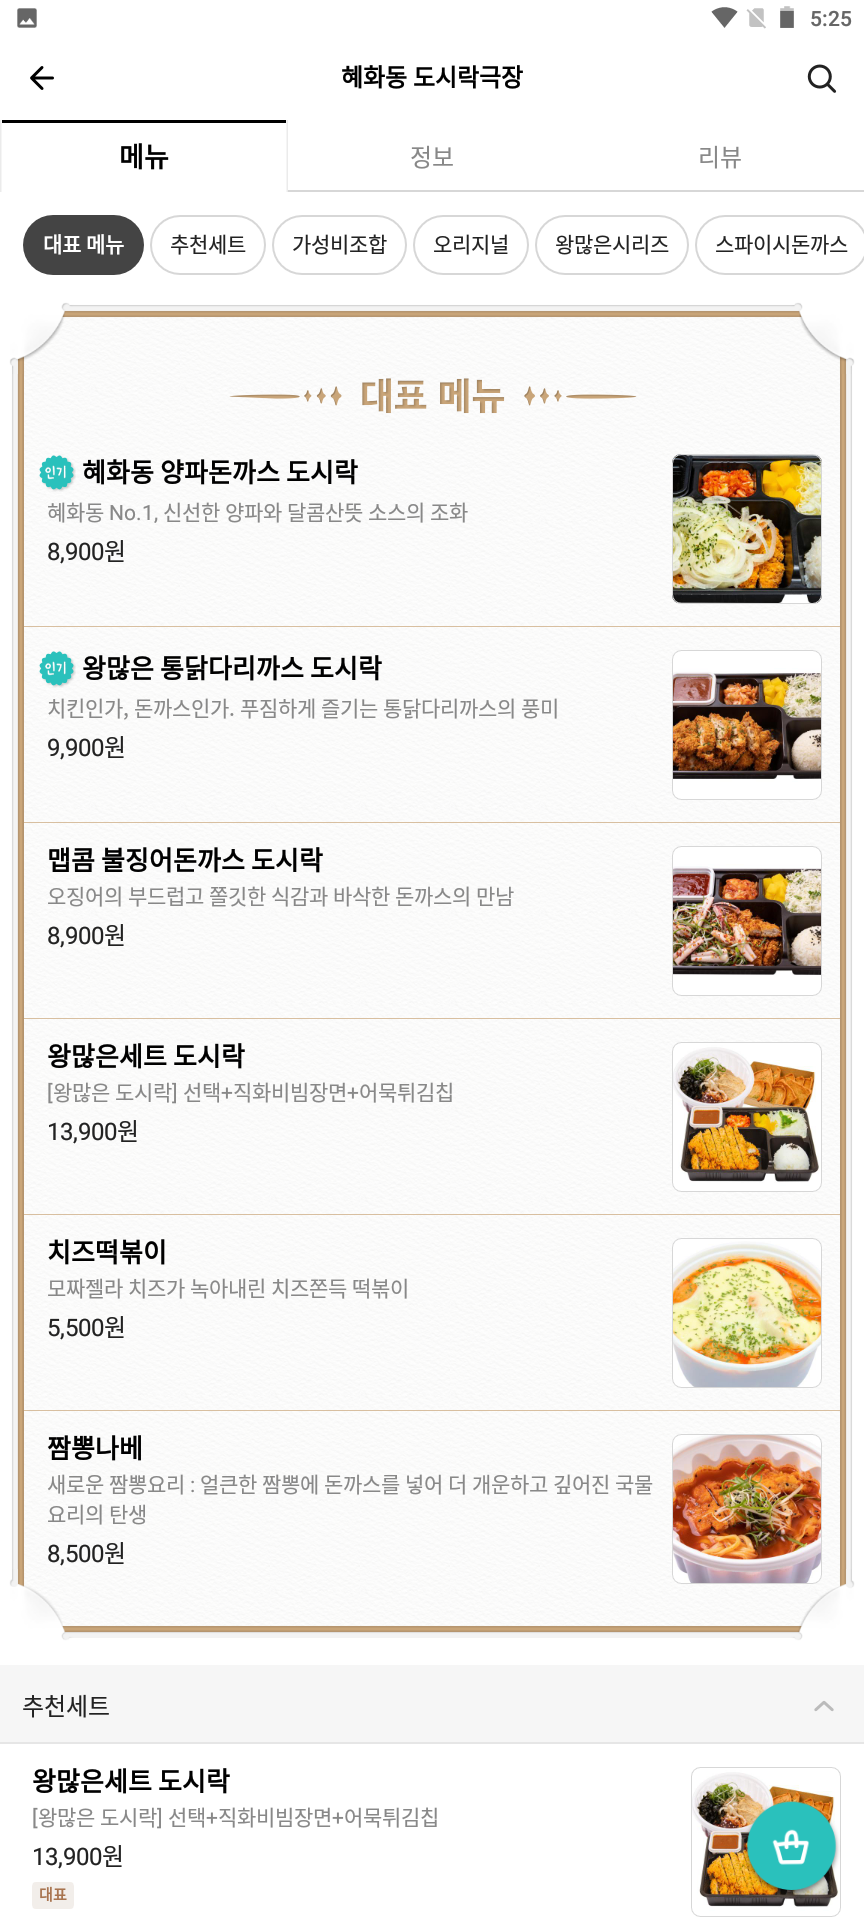 5:25
혜화동 도시락극장
메뉴 정보 리뷰
대표 메뉴 추천세트 가성비조합 오리지널 왕많은시리즈 스파이시돈까스
대표 메뉴
인기 혜화동 양파돈까스 도시락
혜화동 No.1, 신선한 양파와 달콤산뜻 소스의 조화
8,900원
인기 왕많은 통닭다리까스 도시락
치킨인가, 돈까스인가. 푸짐하게 즐기는 통닭다리까스의 풍미
9,900원
맵콤 불징어돈까스 도시락
오징어의 부드럽고 쫄깃한 식감과 바삭한 돈까스의 만남
8,900원
왕많은세트 도시락
[왕많은 도시락] 선택+직화비빔장면+어묵튀김칩
13,900원
치즈떡볶이
모짜젤라 치즈가 녹아내린 치즈쫀득 떡볶이
5,500원
짬뽕나베
새로운 짬뽕요리 : 얼큰한 짬뽕에 돈까스를 넣어 더 개운하고 깊어진 국물
요리의 탄생
8,500원
추천세트
왕많은세트 도시락
[왕많은 도시락] 선택+직화비빔장면+어묵튀김칩
13,900원
대표